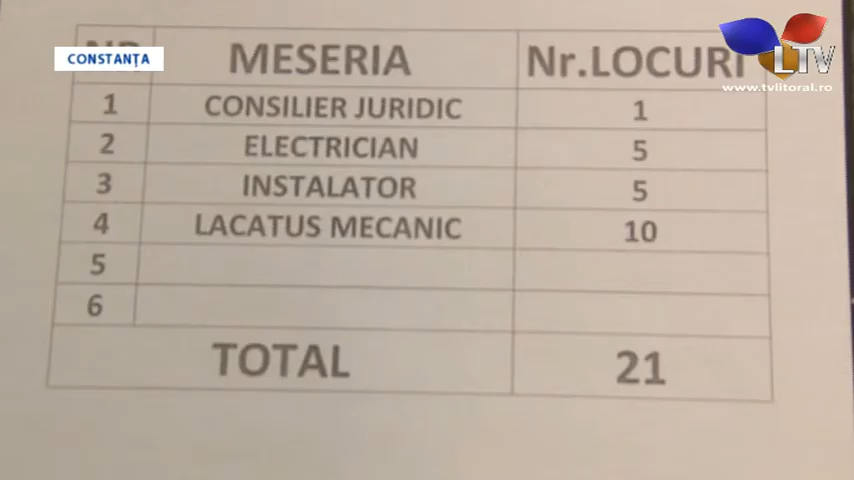 CONSTANȚA
MESERIA Nr.LOCURI
LTV
www.tvlitoral.ro
1 CONSILIER JURIDIC 1
2 ELECTRICIAN 5
3 INSTALATOR 5
4 LACATUS MECANIC 10
5
6
TOTAL 21